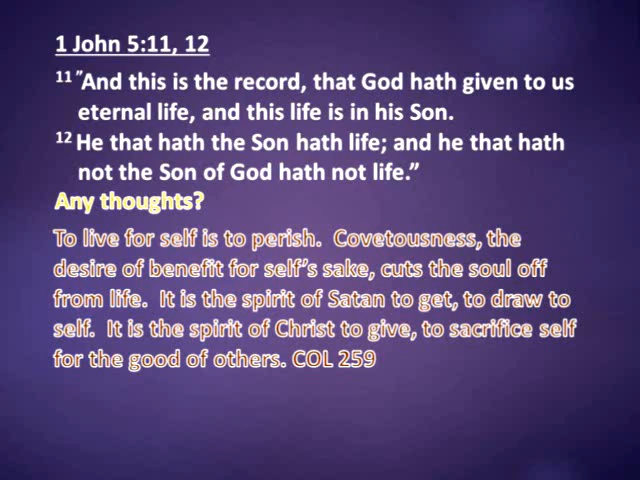 1 John 5:11, 12
11 "And this is the record, that God hath given to us
eternal life, and this life is in his Son.
12 He that hath the Son hath life; and he that hath
not the Son of God hath not life.”
Any thoughts?
To live for self is to perish.  Covetousness, the
desire of benefit for self’s sake, cuts the soul off
from life.  It is the spirit of Satan to get, to draw to
self.  It is the spirit of Christ to give, to sacrifice self
for the good of others. COL 259